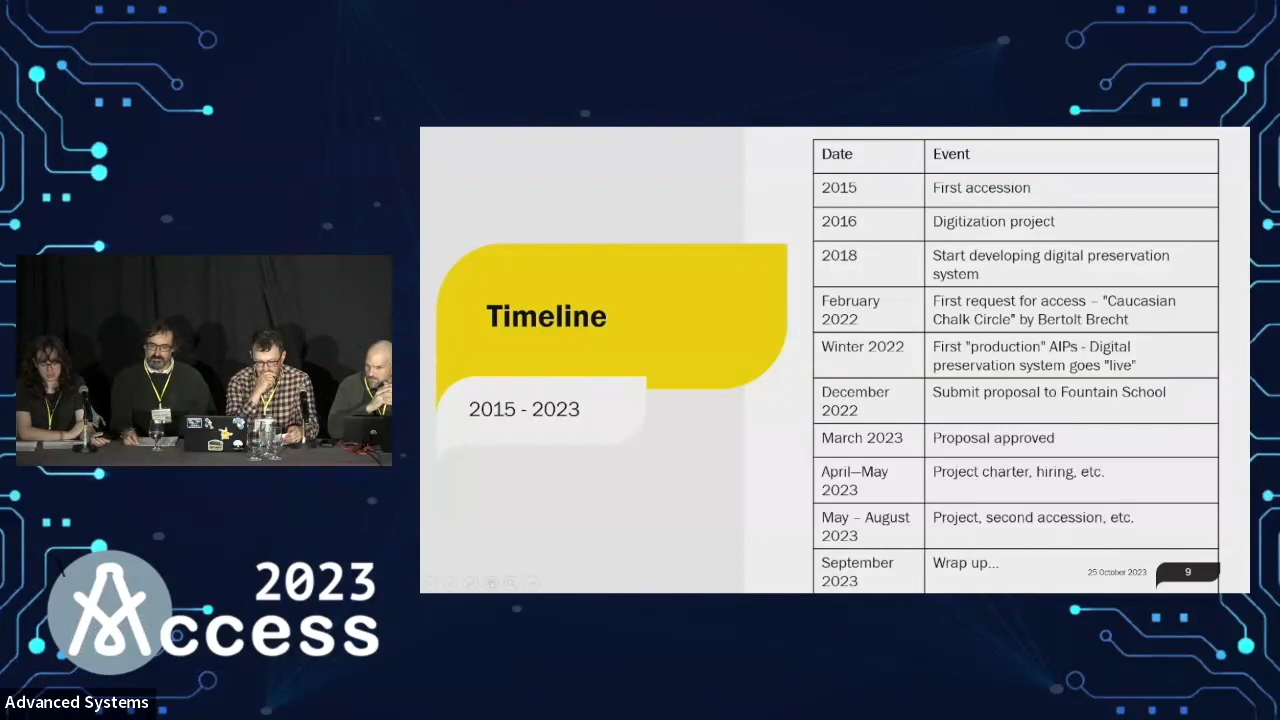 Timeline
2015 - 2023
Date Event
2015 First accession
2016 Digitization project
2018 Start developing digital preservation
system
February First request for access – "Caucasian
2022 Chalk Circle" by Bertolt Brecht
Winter 2022 First "production" AIPs - Digital
preservation system goes "live"
December Submit proposal to Fountain School
2022
March 2023 Proposal approved
April—May Project charter, hiring, etc.
2023
May – August Project, second accession, etc.
2023
September Wrap up...
2023
25 October 2023 9
2023
Access
Advanced Systems